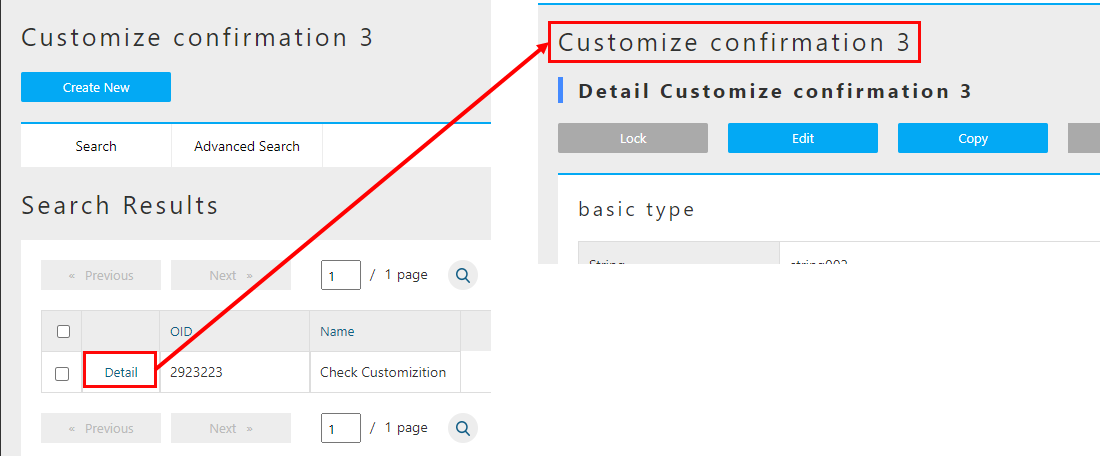 Customize confirmation 3
Create New
Search Advanced Search
Search Results
« Previous Next » 1 / 1 page
OID Name
Detail 2923223 Check Customizition
« Previous Next » 1 / 1 page
Customize confirmation 3
Detail Customize confirmation 3
Lock Edit Copy
basic type
String string002